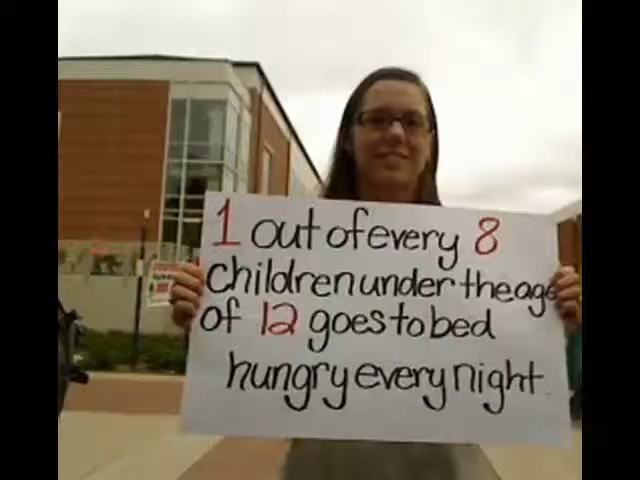 1 out of every 8
children under the age
of 12 goes to bed
hungry every night.